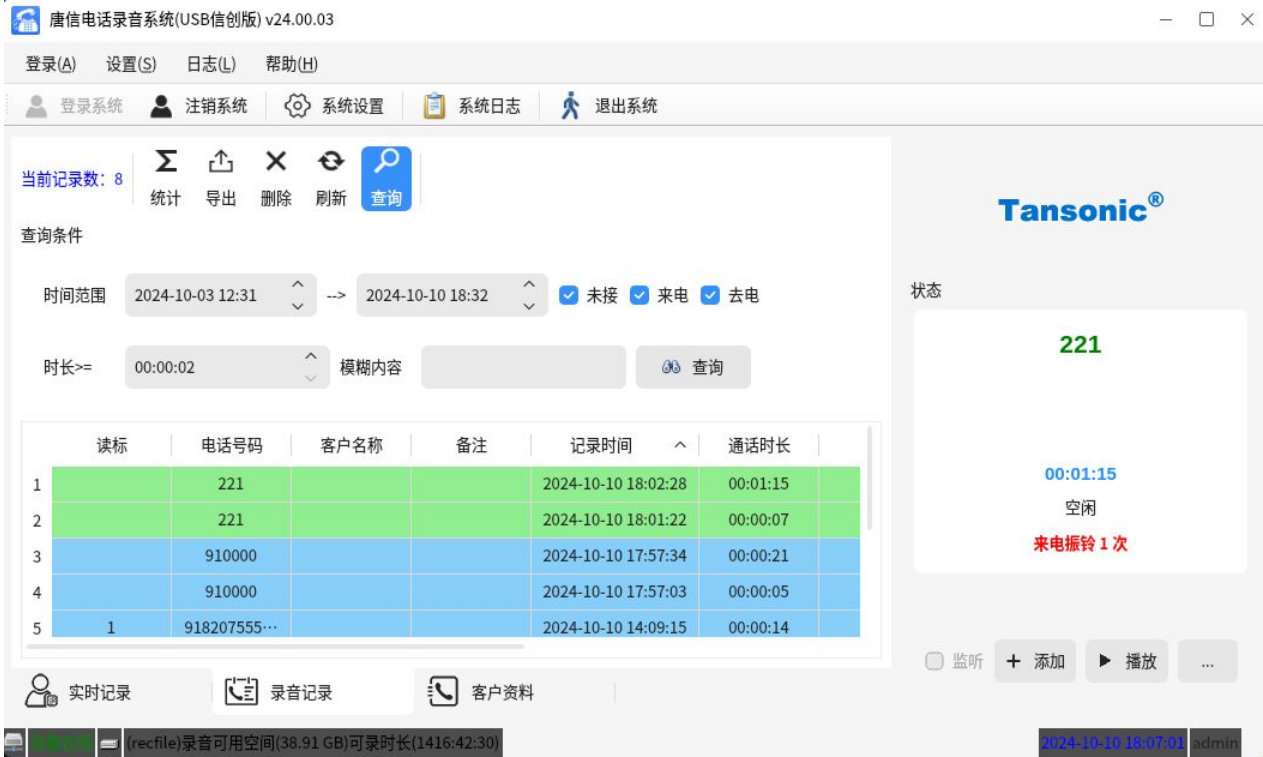 唐信电话录音系统(USB信创版) v24.00.03
登录(A) 设置(S) 日志(L) 帮助(H)
登录系统 注销系统 系统设置 系统日志 退出系统
当前记录数：8 统计 导出 删除 刷新 查询
Tansonic®
查询条件
时间范围 2024-10-03 12:31 --> 2024-10-10 18:32 未接 来电 去电
状态
时长>= 00:00:02 模糊内容 查询
221
00:01:15
空闲
来电振铃 1 次
读标 电话号码 客户名称 备注 记录时间 通话时长
1 221 2024-10-10 18:02:28 00:01:15
2 221 2024-10-10 18:01:22 00:00:07
3 910000 2024-10-10 17:57:34 00:00:21
4 910000 2024-10-10 17:57:03 00:00:05
5 1 918207555… 2024-10-10 14:09:15 00:00:14
监听 + 添加 播放 ...
实时记录 录音记录 客户资料
(recfile)录音可用空间(38.91 GB)可录时长(1416:42:30) 2024-10-10 18:07:01 admin